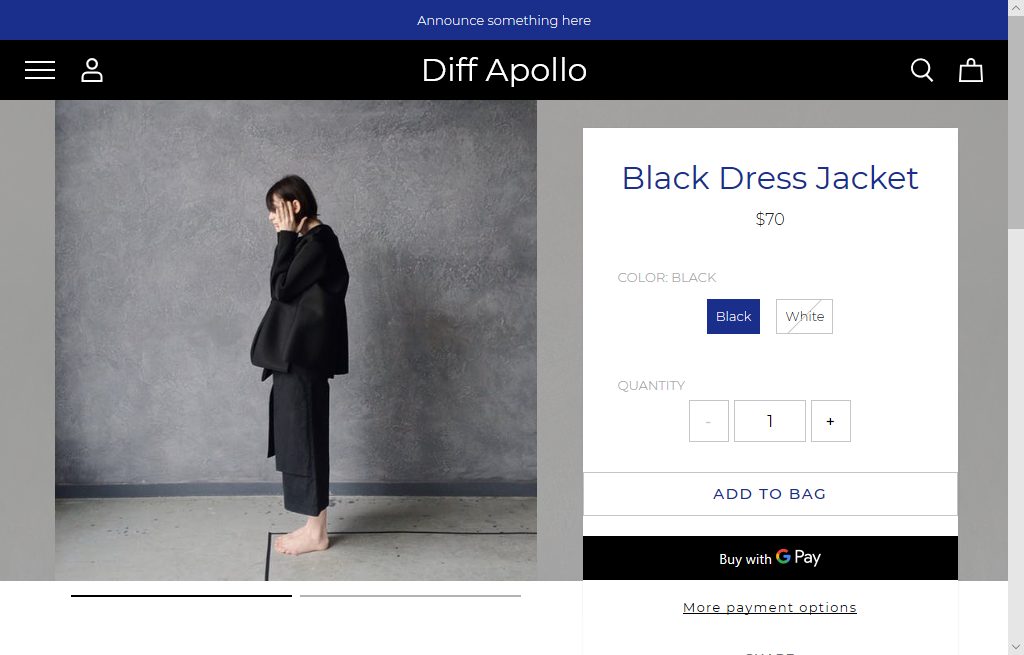 Announce something here
Diff Apollo
Black Dress Jacket
$70
COLOR: BLACK
Black
White
QUANTITY
- 1 +
ADD TO BAG
Buy with G Pay
More payment options